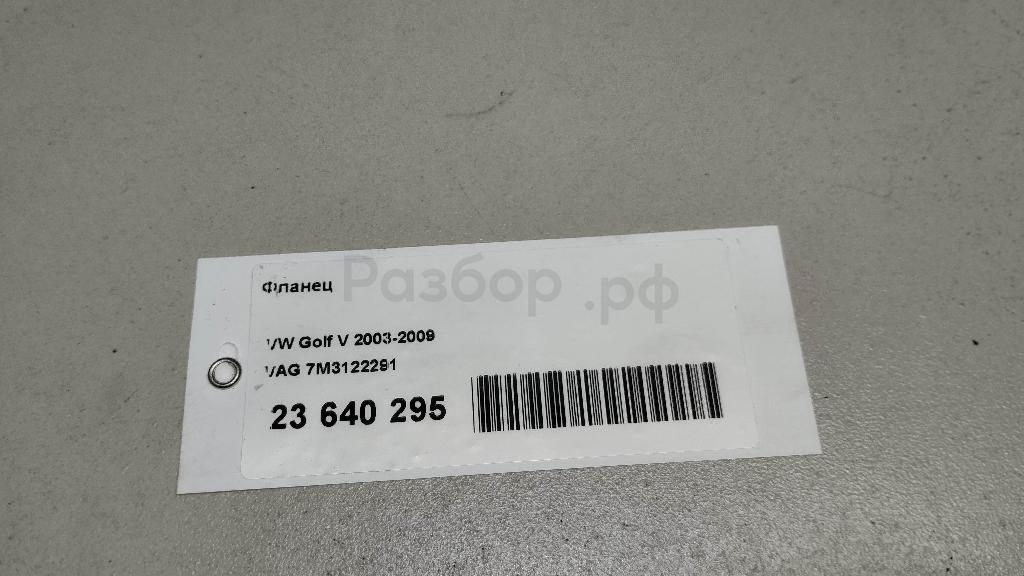 Разбор.рф
Фланец
VW Golf V 2003-2009
VAG 7M3122291
23 640 295